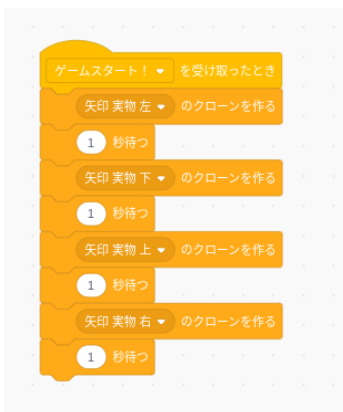 ゲームスタート！ を受け取ったとき
矢印 実物 左 のクローンを作る
1 秒待つ
矢印 実物 下 のクローンを作る
1 秒待つ
矢印 実物 上 のクローンを作る
1 秒待つ
矢印 実物 右 のクローンを作る
1 秒待つ